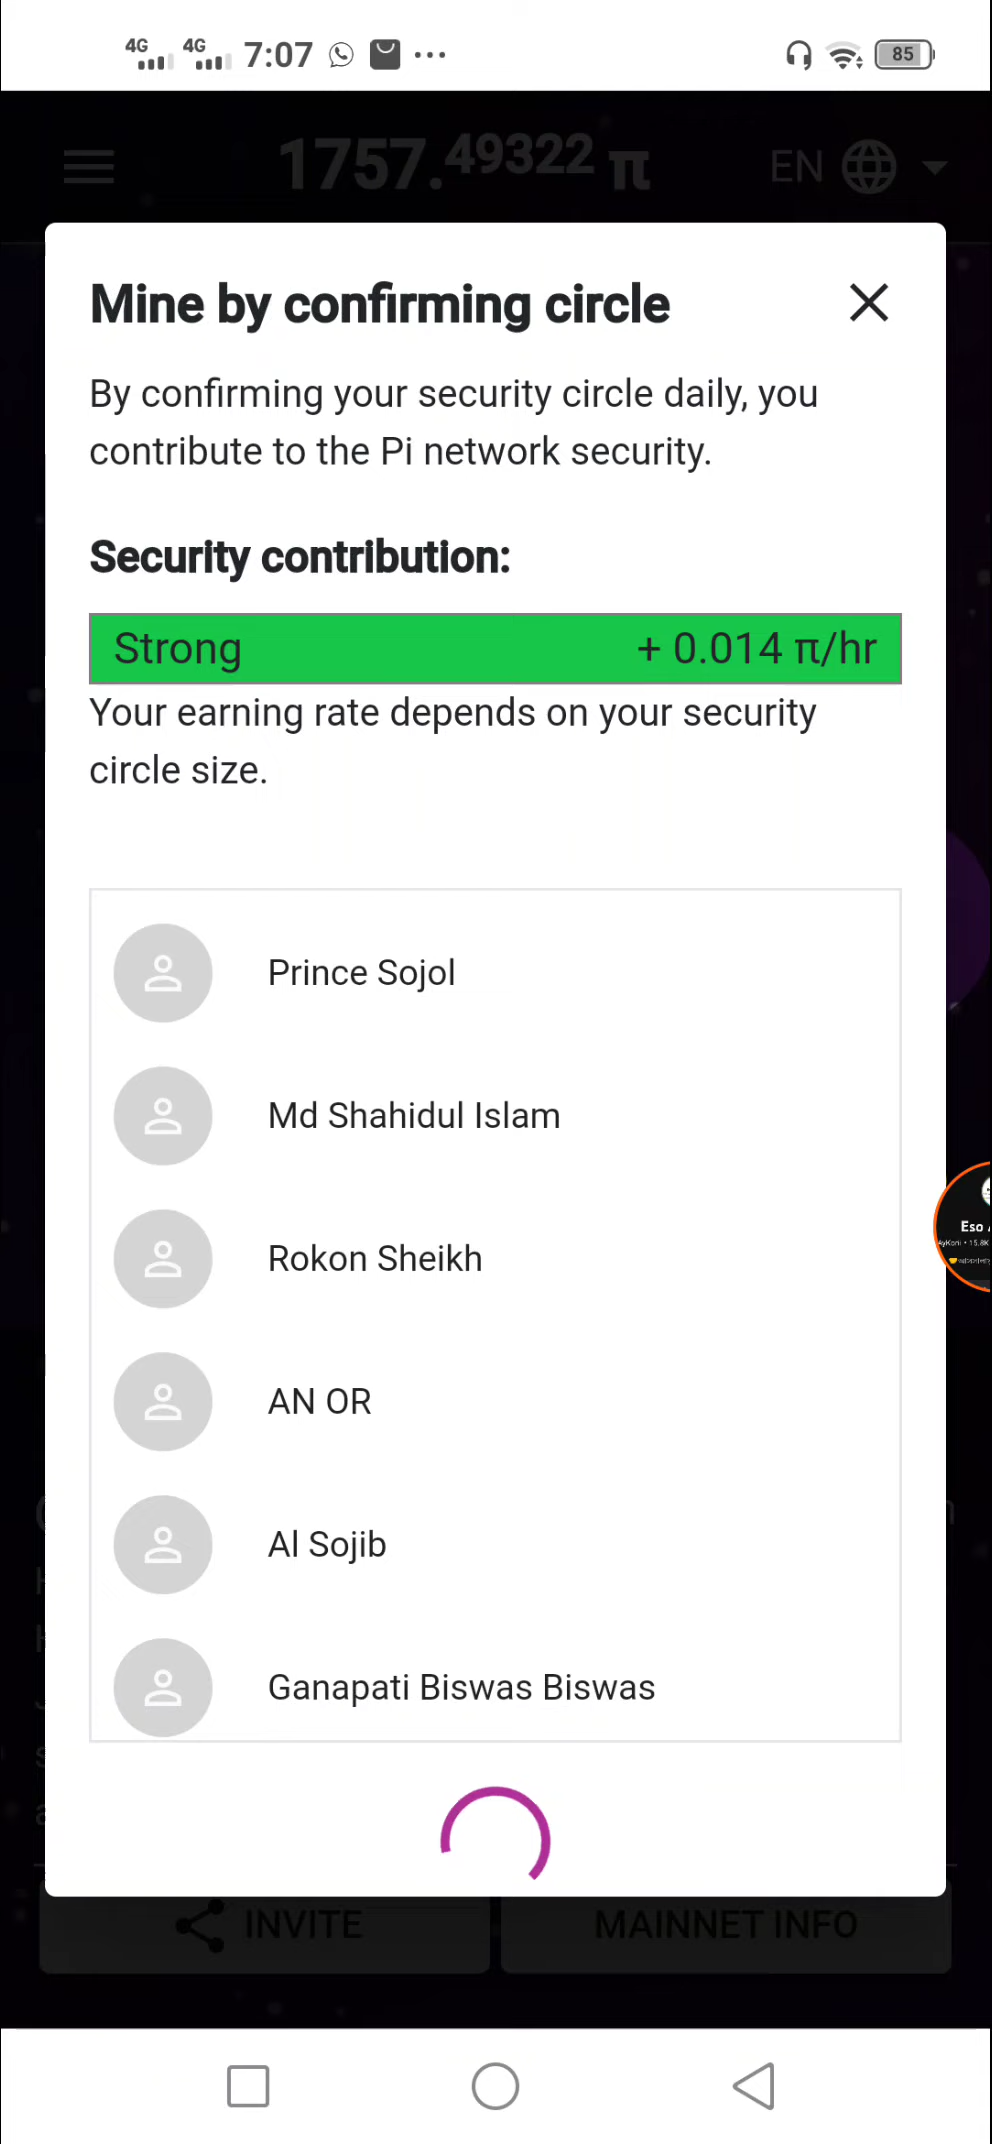 4G 4G 7:07 ... 85
1757.49322 π EN
Mine by confirming circle
By confirming your security circle daily, you
contribute to the Pi network security.
Security contribution:
Strong + 0.014 π/hr
Your earning rate depends on your security
circle size.
Prince Sojol
Md Shahidul Islam
Rokon Sheikh
Eso
15.8K
AN OR
Al Sojib
Ganapati Biswas Biswas
INVITE MAINNET INFO